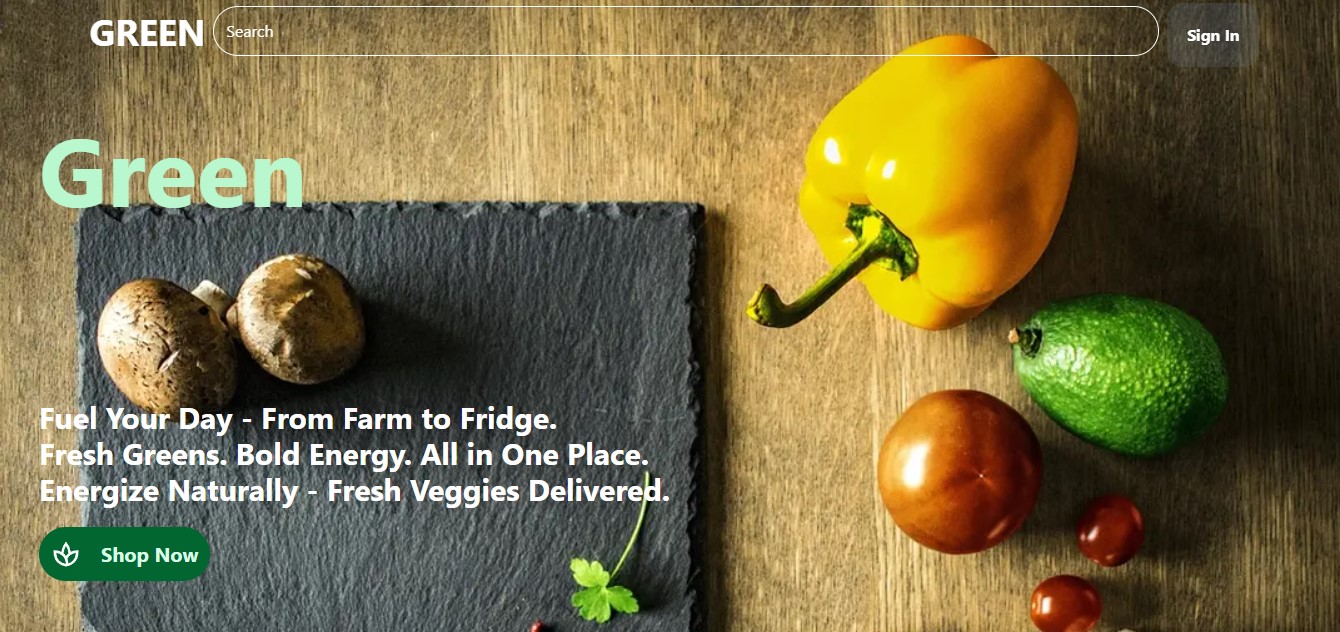 GREEN
Search
Sign In
Green
Fuel Your Day - From Farm to Fridge.
Fresh Greens. Bold Energy. All in One Place.
Energize Naturally - Fresh Veggies Delivered.
Shop Now